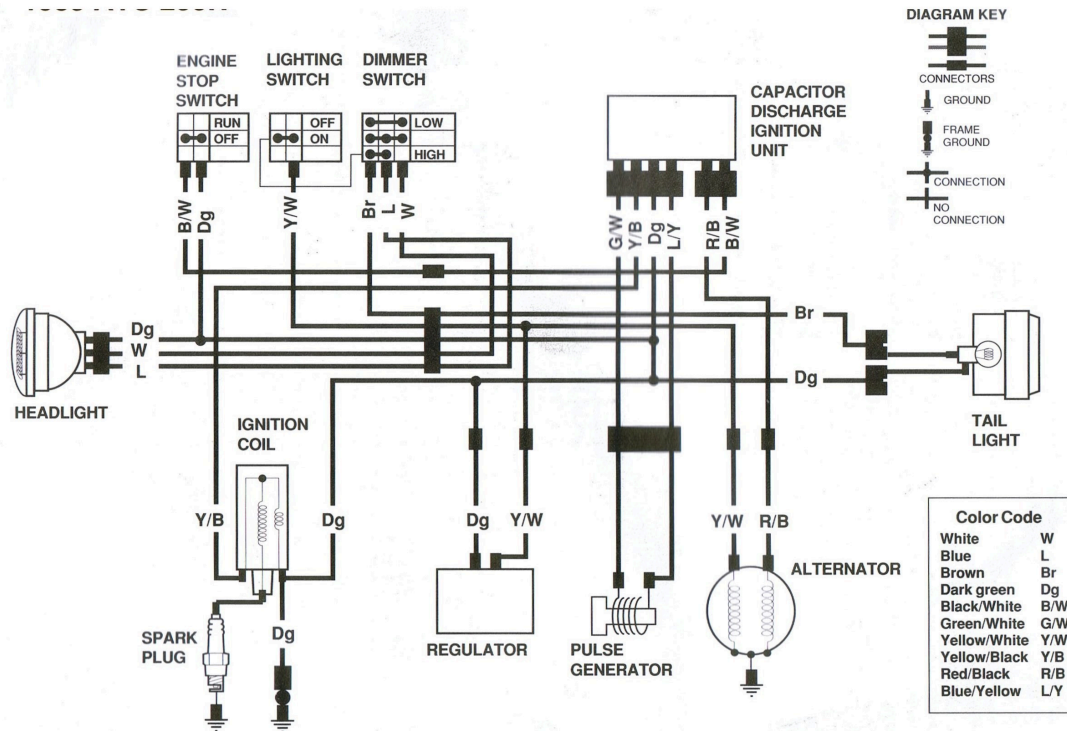 DIAGRAM KEY
CONNECTORS
GROUND
FRAME
GROUND
CONNECTION
NO
CONNECTION
ENGINE
STOP
SWITCH
RUN
OFF
LIGHTING
SWITCH
OFF
ON
DIMMER
SWITCH
LOW
HIGH
CAPACITOR
DISCHARGE
IGNITION
UNIT
B/W
Dg
Y/W
Br
L
W
G/W
Y/B
Dg
L/Y
R/B
B/W
Dg
W
L
HEADLIGHT
Br
Dg
TAIL
LIGHT
IGNITION
COIL
Y/B
Dg
Dg
Y/W
Y/W
R/B
SPARK
PLUG
Dg
REGULATOR
PULSE
GENERATOR
ALTERNATOR
Color Code
White W
Blue L
Brown Br
Dark green Dg
Black/White B/W
Green/White G/W
Yellow/White Y/W
Yellow/Black Y/B
Red/Black R/B
Blue/Yellow L/Y